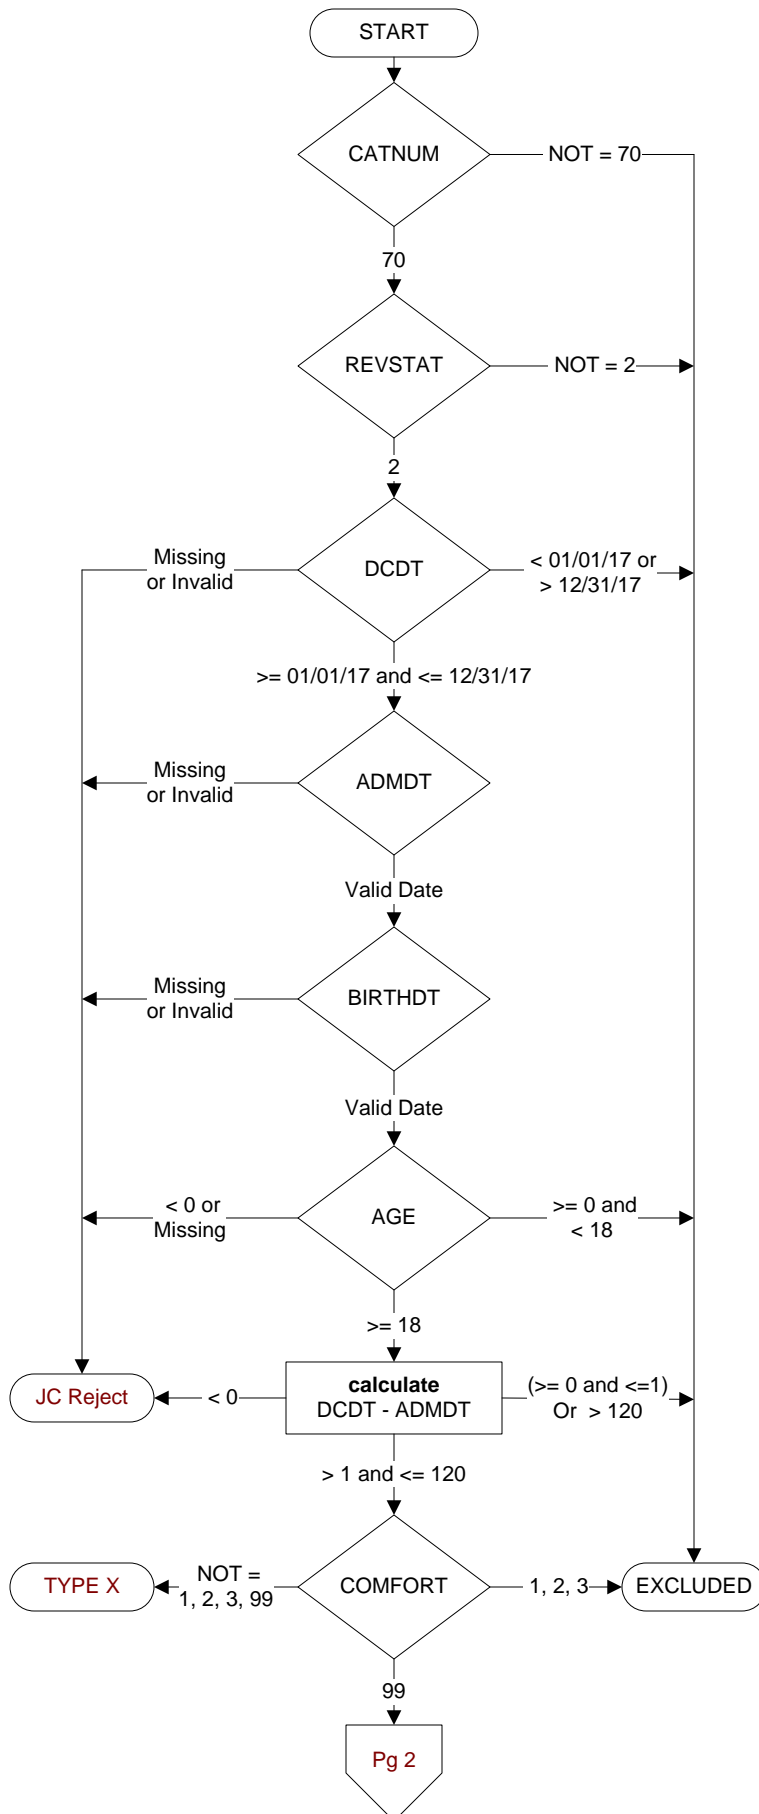 START
CATNUM
NOT = 70
70
REVSTAT
NOT = 2
2
Missing
or Invalid
DCDT
< 01/01/17 or
> 12/31/17
>= 01/01/17 and <= 12/31/17
Missing
or Invalid
ADMDT
Valid Date
Missing
or Invalid
BIRTHDT
Valid Date
< 0 or
Missing
AGE
>= 0 and
< 18
>= 18
JC Reject
< 0
calculate
DCDT - ADMDT
(>= 0 and <=1)
Or > 120
> 1 and <= 120
TYPE X
NOT =
1, 2, 3, 99
COMFORT
1, 2, 3
EXCLUDED
99
Pg 2